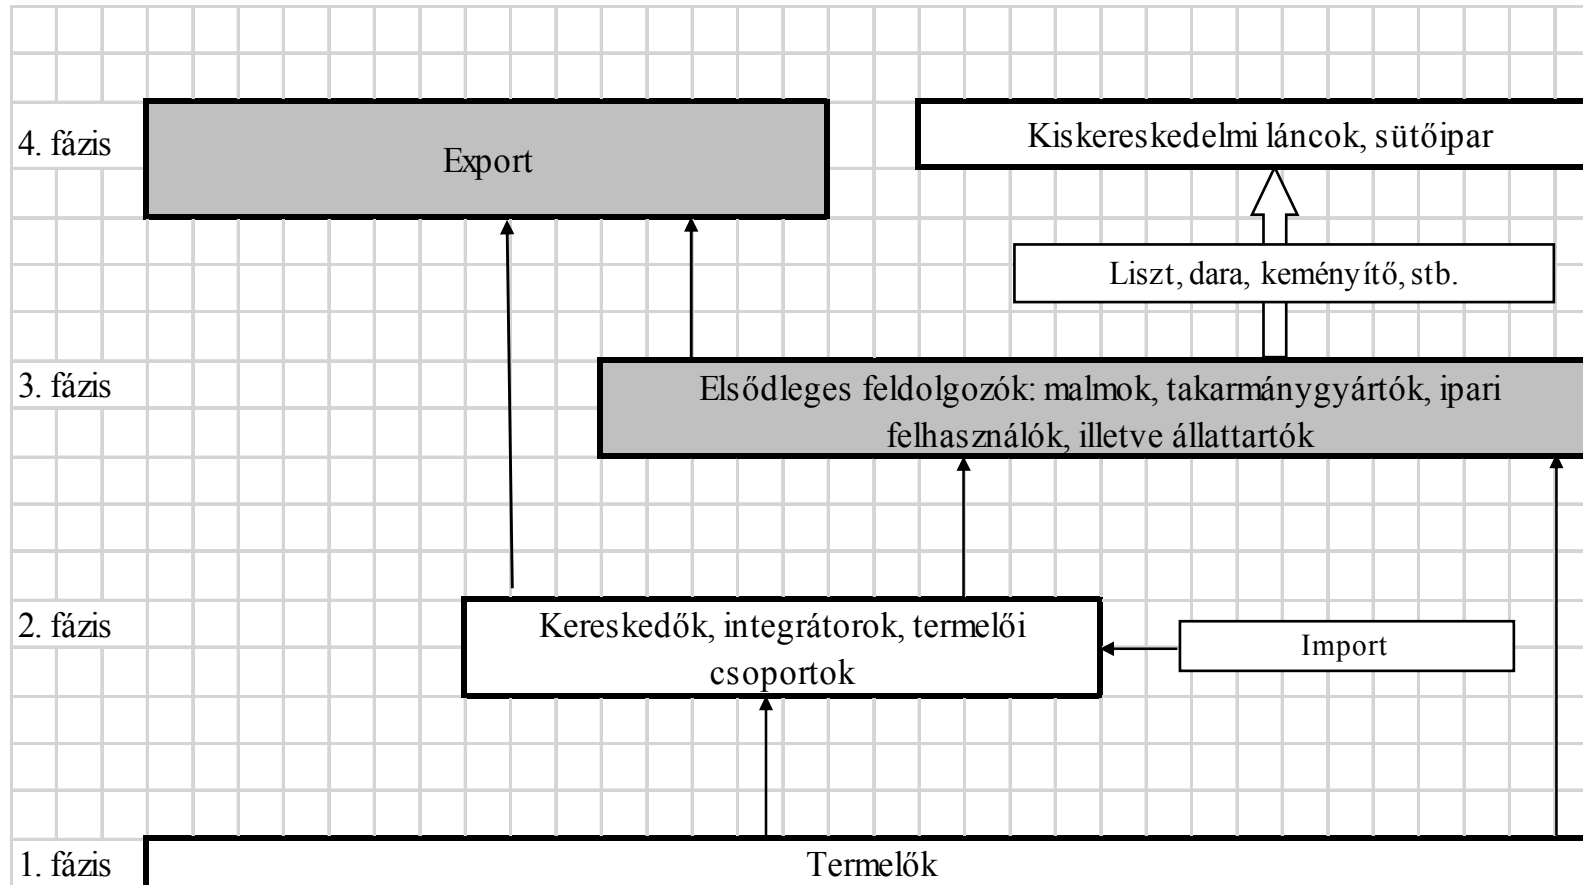 4. fázis
Export
Kiskereskedelmi láncok, sütőipar
Liszt, dara, keményítő, stb.
3. fázis
Elsődleges feldolgozók: malmok, takarmánygyártók, ipari
felhasználók, illetve állattartók
2. fázis
Kereskedők, integrátorok, termelői
csoportok
Import
1. fázis
Termelők